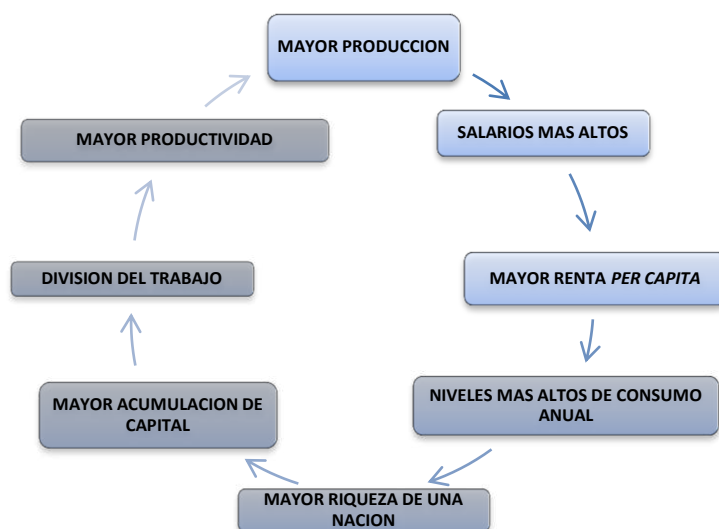 MAYOR PRODUCCION
SALARIOS MAS ALTOS
MAYOR RENTA PER CAPITA
NIVELES MAS ALTOS DE CONSUMO
ANUAL
MAYOR RIQUEZA DE UNA
NACION
MAYOR ACUMULACION DE
CAPITAL
DIVISION DEL TRABAJO
MAYOR PRODUCTIVIDAD